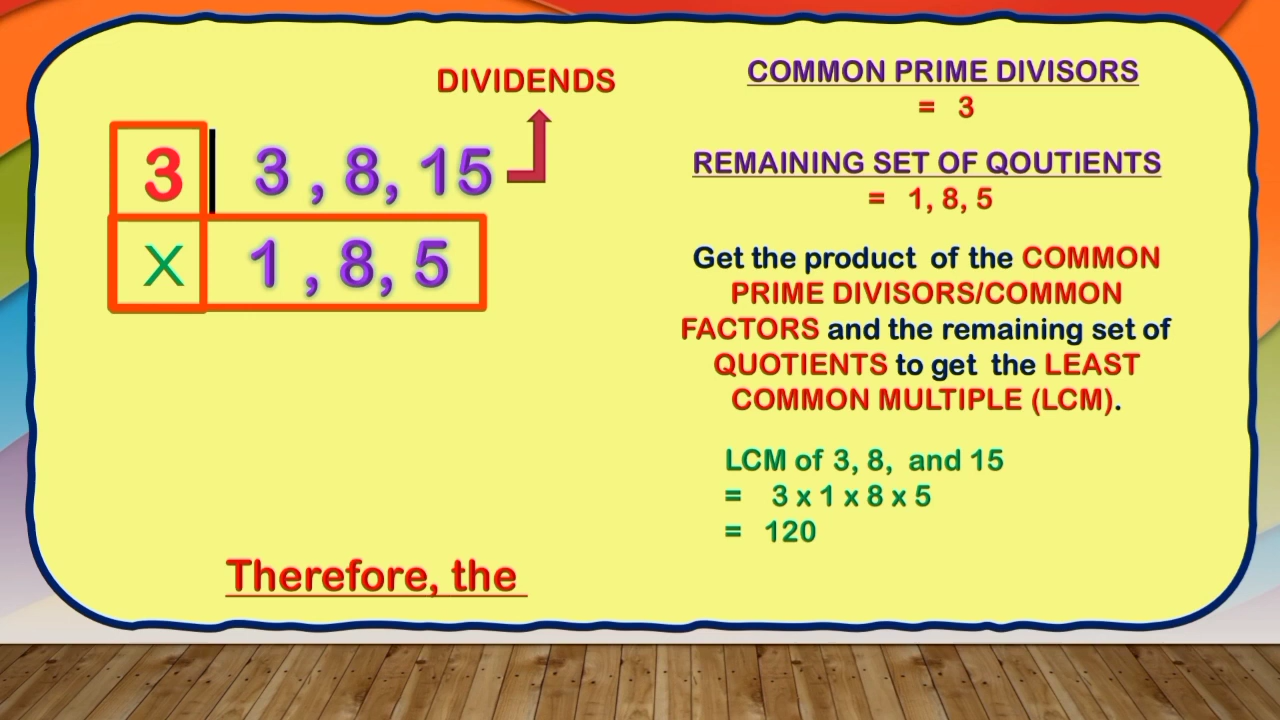 DIVIDENDS
3 3 , 8, 15
X 1 , 8, 5
COMMON PRIME DIVISORS
= 3
REMAINING SET OF QOUTIENTS
= 1, 8, 5
Get the product of the COMMON
PRIME DIVISORS/COMMON
FACTORS and the remaining set of
QUOTIENTS to get the LEAST
COMMON MULTIPLE (LCM).
LCM of 3, 8, and 15
= 3 x 1 x 8 x 5
= 120
Therefore, the